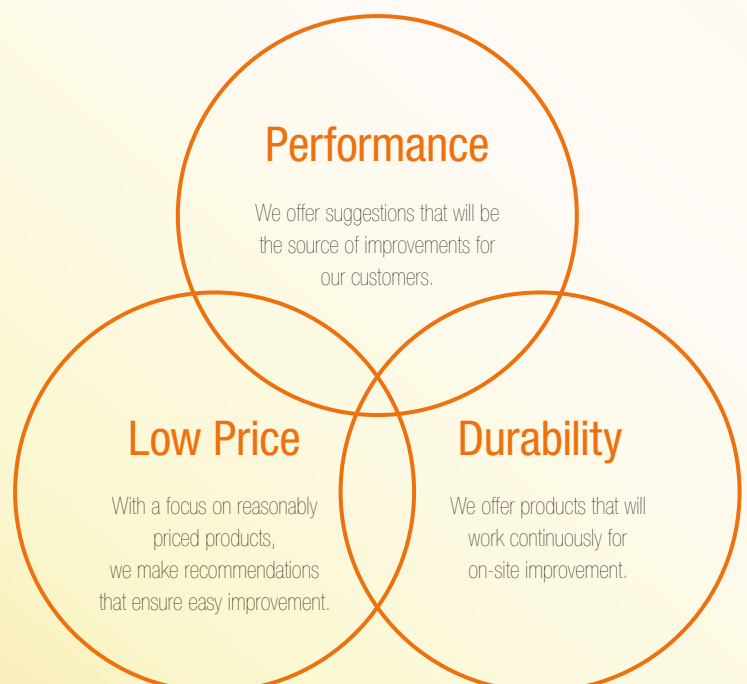 Performance
We offer suggestions that will be
the source of improvements for
our customers.
Low Price
With a focus on reasonably
priced products,
we make recommendations
that ensure easy improvement.
Durability
We offer products that will
work continuously for
on-site improvement.